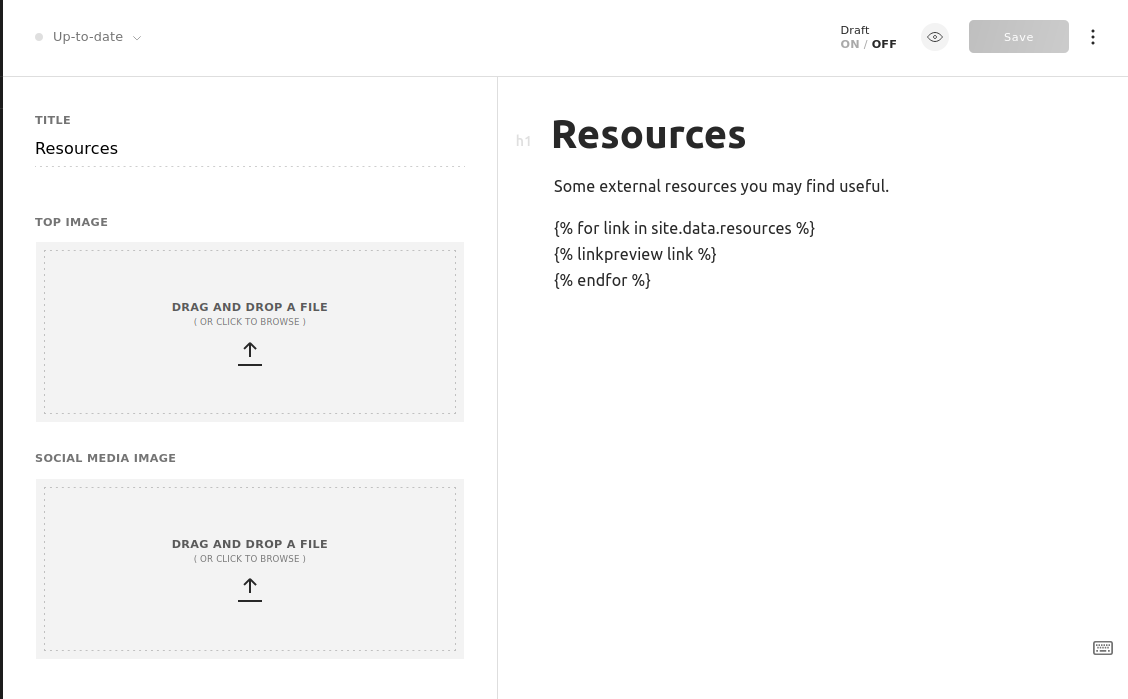 Up-to-date
Draft
ON / OFF
Save
TITLE
Resources
TOP IMAGE
DRAG AND DROP A FILE
( OR CLICK TO BROWSE )
SOCIAL MEDIA IMAGE
DRAG AND DROP A FILE
( OR CLICK TO BROWSE )
h1 Resources
Some external resources you may find useful.
{% for link in site.data.resources %}
{% linkpreview link %}
{% endfor %}